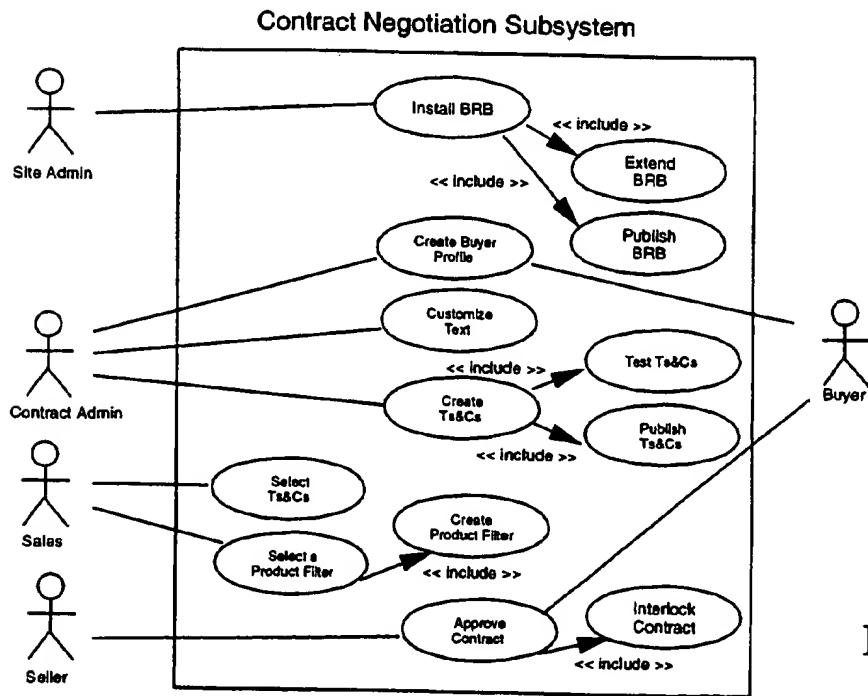 Contract Negotiation Subsystem
Site Admin
Install BRB
<< include >>
Extend
BRB
<< include >>
Publish
BRB
Create Buyer
Profile
Customize
Text
Contract Admin
<< include >>
Test Ts&Cs
Create
Ts&Cs
Publish
Ts&Cs
<< include >>
Buyer
Select
Ts&Cs
Sales
Create
Product Filter
Select a
Product Filter
<< include >>
Approve
Contract
Interlock
Contract
<< include >>
Seller